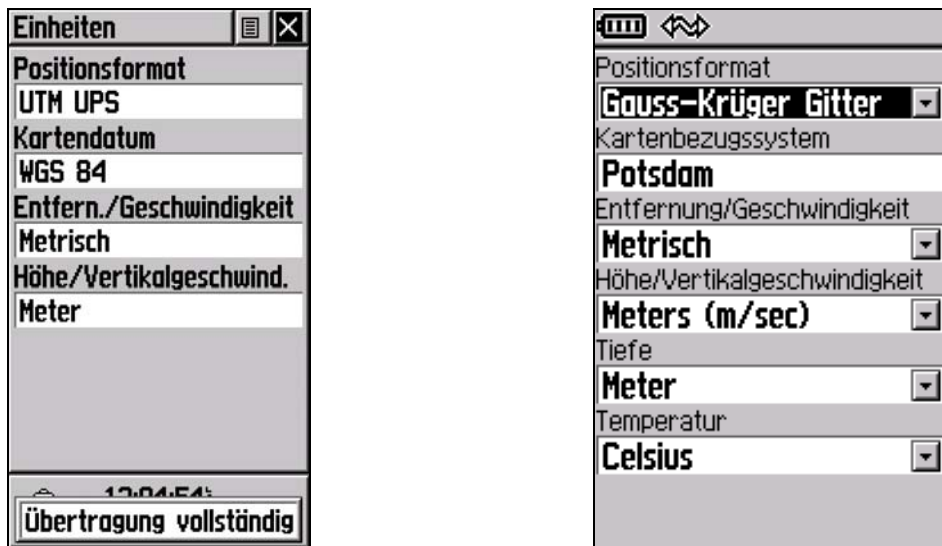 Einheiten
Positionsformat
UTM UPS
Kartendatum
WGS 84
Entfern./Geschwindigkeit
Metrisch
Höhe/Vertikalgeschwind.
Meter
Übertragung vollständig
Positionsformat
Gauss-Krüger Gitter
Kartenbezugssystem
Potsdam
Entfernung/Geschwindigkeit
Metrisch
Höhe/Vertikalgeschwindigkeit
Meters (m/sec)
Tiefe
Meter
Temperatur
Celsius